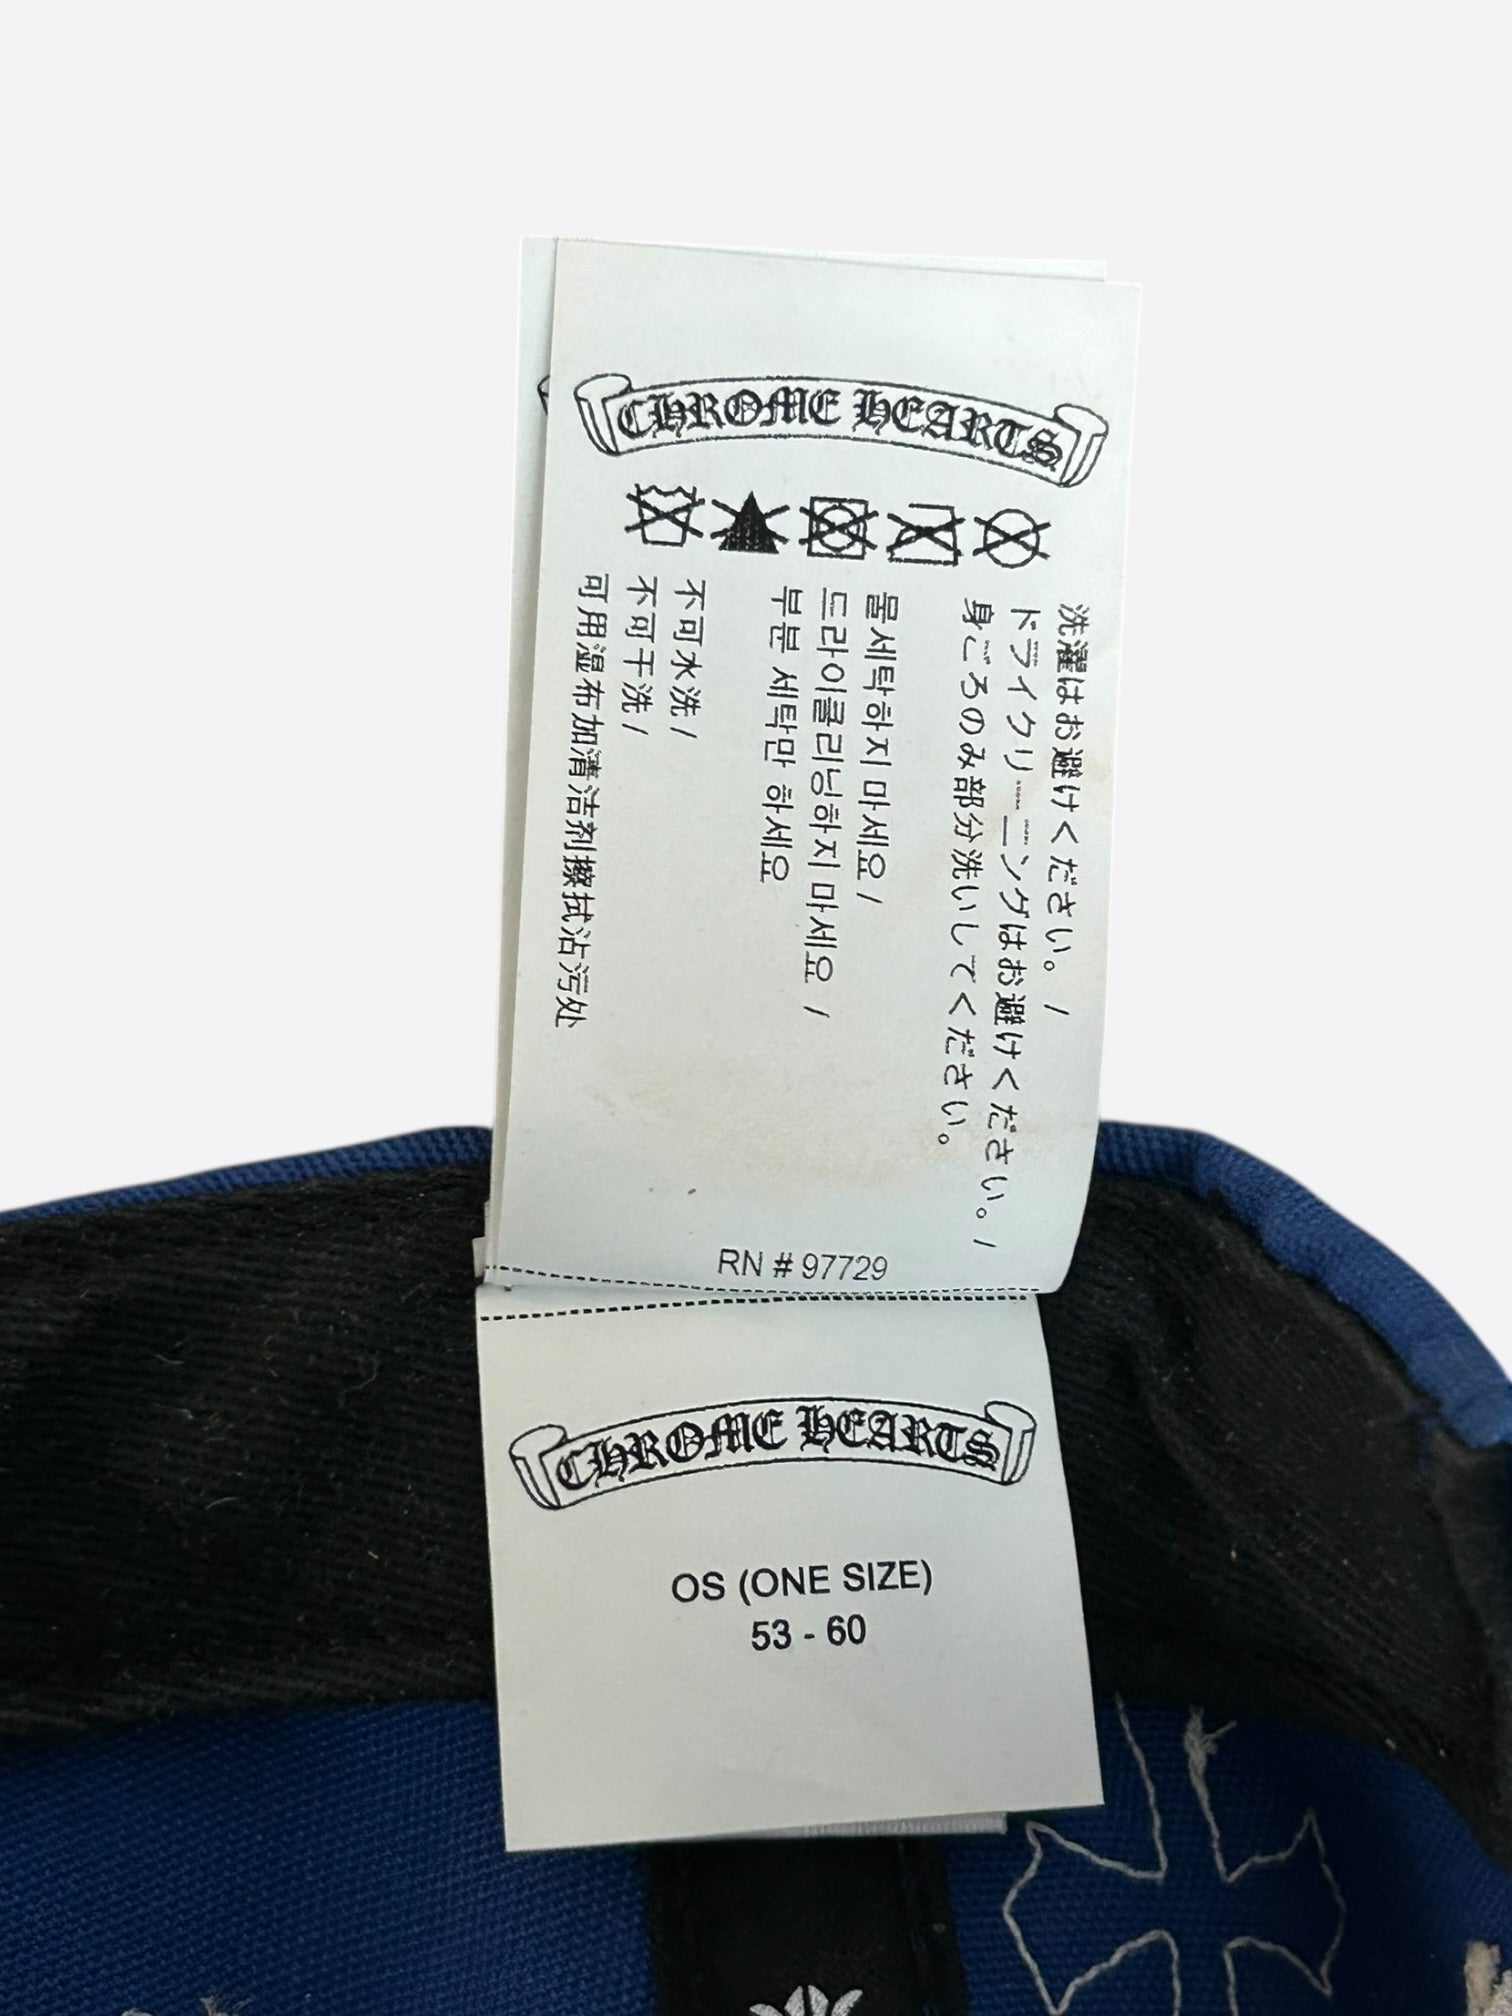 CHROME HEARTS
洗濯はお避けください。/
ドライクリーニングはお避けください。/
身ごろのみ部分洗いしてください。
물세탁하지 마세요 /
드라이클리닝하지 마세요 /
부분 세탁만 하세요
不可水洗 /
不可干洗 /
可用湿布加清洁剂擦拭沾污处
RN # 97729
CHROME HEARTS
OS (ONE SIZE)
53 - 60